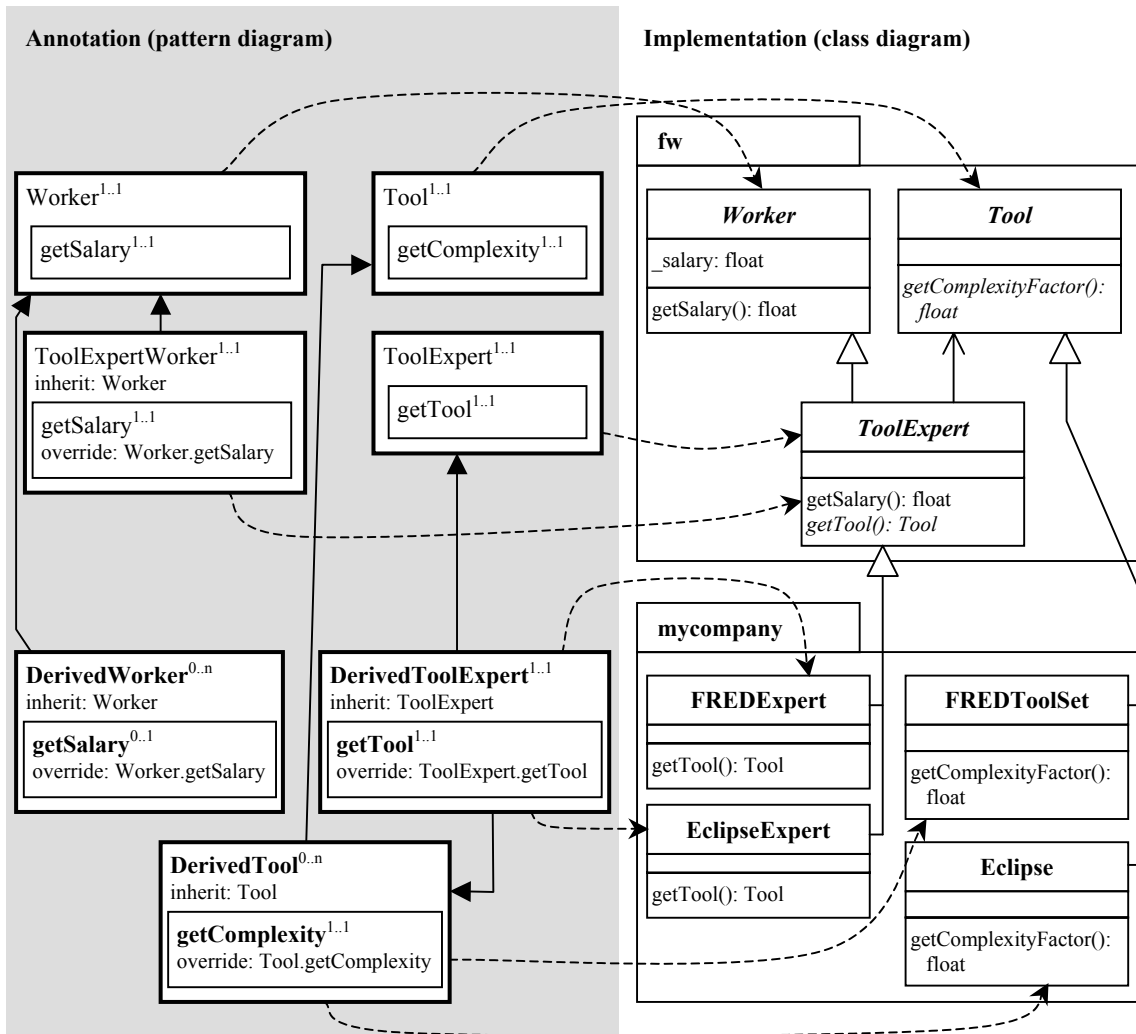 Annotation (pattern diagram)
Implementation (class diagram)
Worker1..1
getSalary1..1
Tool1..1
getComplexity1..1
ToolExpertWorker1..1
inherit: Worker
getSalary1..1
override: Worker.getSalary
ToolExpert1..1
getTool1..1
DerivedWorker0..n
inherit: Worker
getSalary0..1
override: Worker.getSalary
DerivedToolExpert1..1
inherit: ToolExpert
getTool1..1
override: ToolExpert.getTool
DerivedTool0..n
inherit: Tool
getComplexity1..1
override: Tool.getComplexity
fw
Worker
_salary: float
getSalary(): float
Tool
getComplexityFactor():
float
ToolExpert
getSalary(): float
getTool(): Tool
mycompany
FREDExpert
getTool(): Tool
EclipseExpert
getTool(): Tool
FREDToolSet
getComplexityFactor():
float
Eclipse
getComplexityFactor():
float